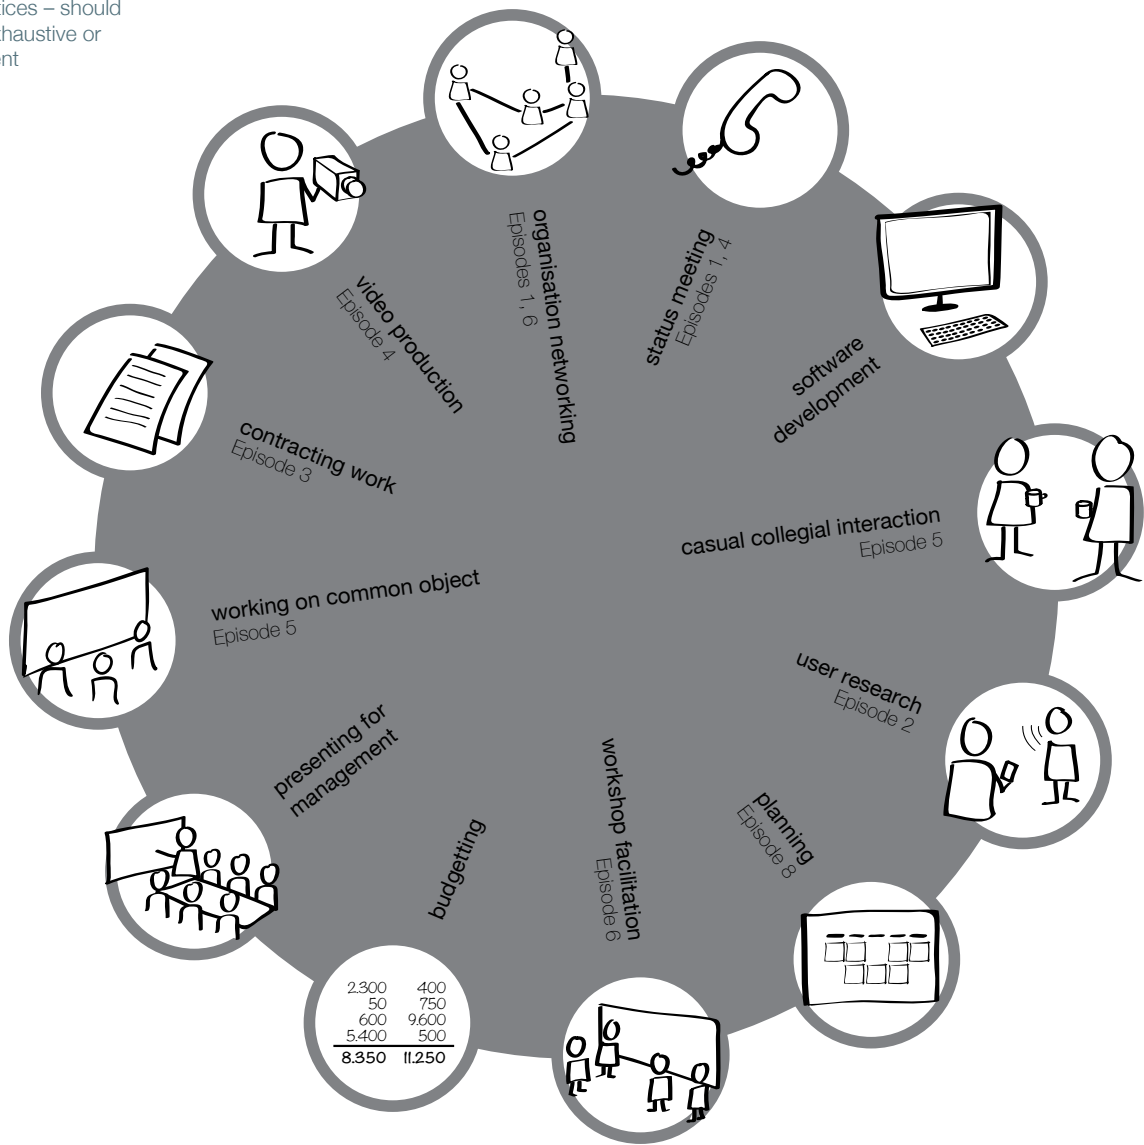 tices – should
xhaustive or
ent
organisation networking
Episodes 1, 6
status meeting
Episodes 1, 4
software
development
casual collegial interaction
Episode 5
user research
Episode 2
planning
Episode 8
workshop facilitation
Episode 6
budgetting
2.300 400
50 750
600 9.600
5.400 500
8.350 11.250
presenting for
management
working on common object
Episode 5
contracting work
Episode 3
video production
Episode 4